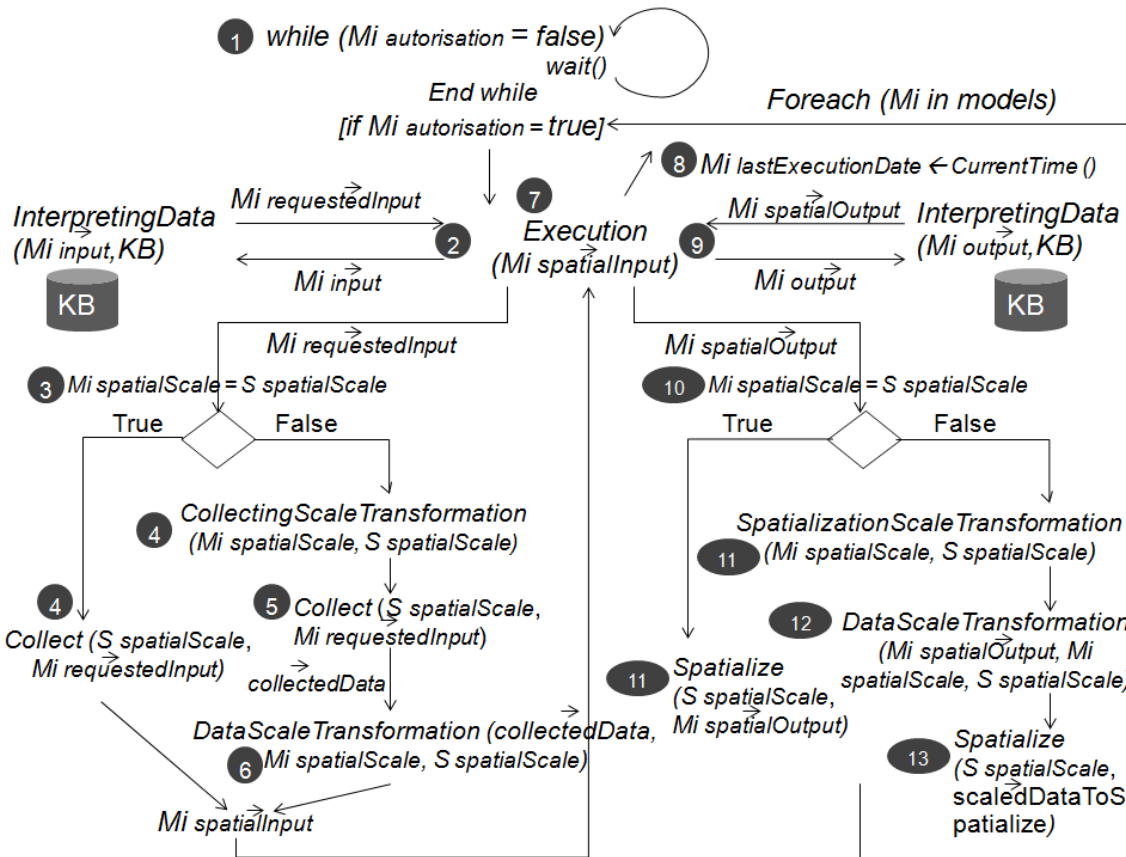 1 while (Mi autorisation = false)
wait()
End while
[if Mi autorisation = true]
Foreach (Mi in models)
8 Mi lastExecutionDate ← CurrentTime ()
Mi requestedInput
7
Mi spatialOutput
InterpretingData
(Mi input,KB)
2
Execution
(Mi spatialInput)
9
InterpretingData
(Mi output,KB)
Mi input
Mi output
KB
KB
Mi requestedInput
Mi spatialOutput
3 Mi spatialScale = S spatialScale
10 Mi spatialScale = S spatialScale
True
False
True
False
4 CollectingScaleTransformation
(Mi spatialScale, S spatialScale)
11 SpatializationScaleTransformation
(Mi spatialScale, S spatialScale)
4
Collect (S spatialScale,
Mi requestedInput)
5 Collect (S spatialScale,
Mi requestedInput)
12 DataScaleTransformation
(Mi spatialOutput, Mi
spatialScale, S spatialScale)
collectedData
11 Spatialize
(S spatialScale,
Mi spatialOutput)
DataScaleTransformation (collectedData,
6 Mi spatialScale, S spatialScale)
13 Spatialize
(S spatialScale,
scaledDataToS
patialize)
Mi spatialInput